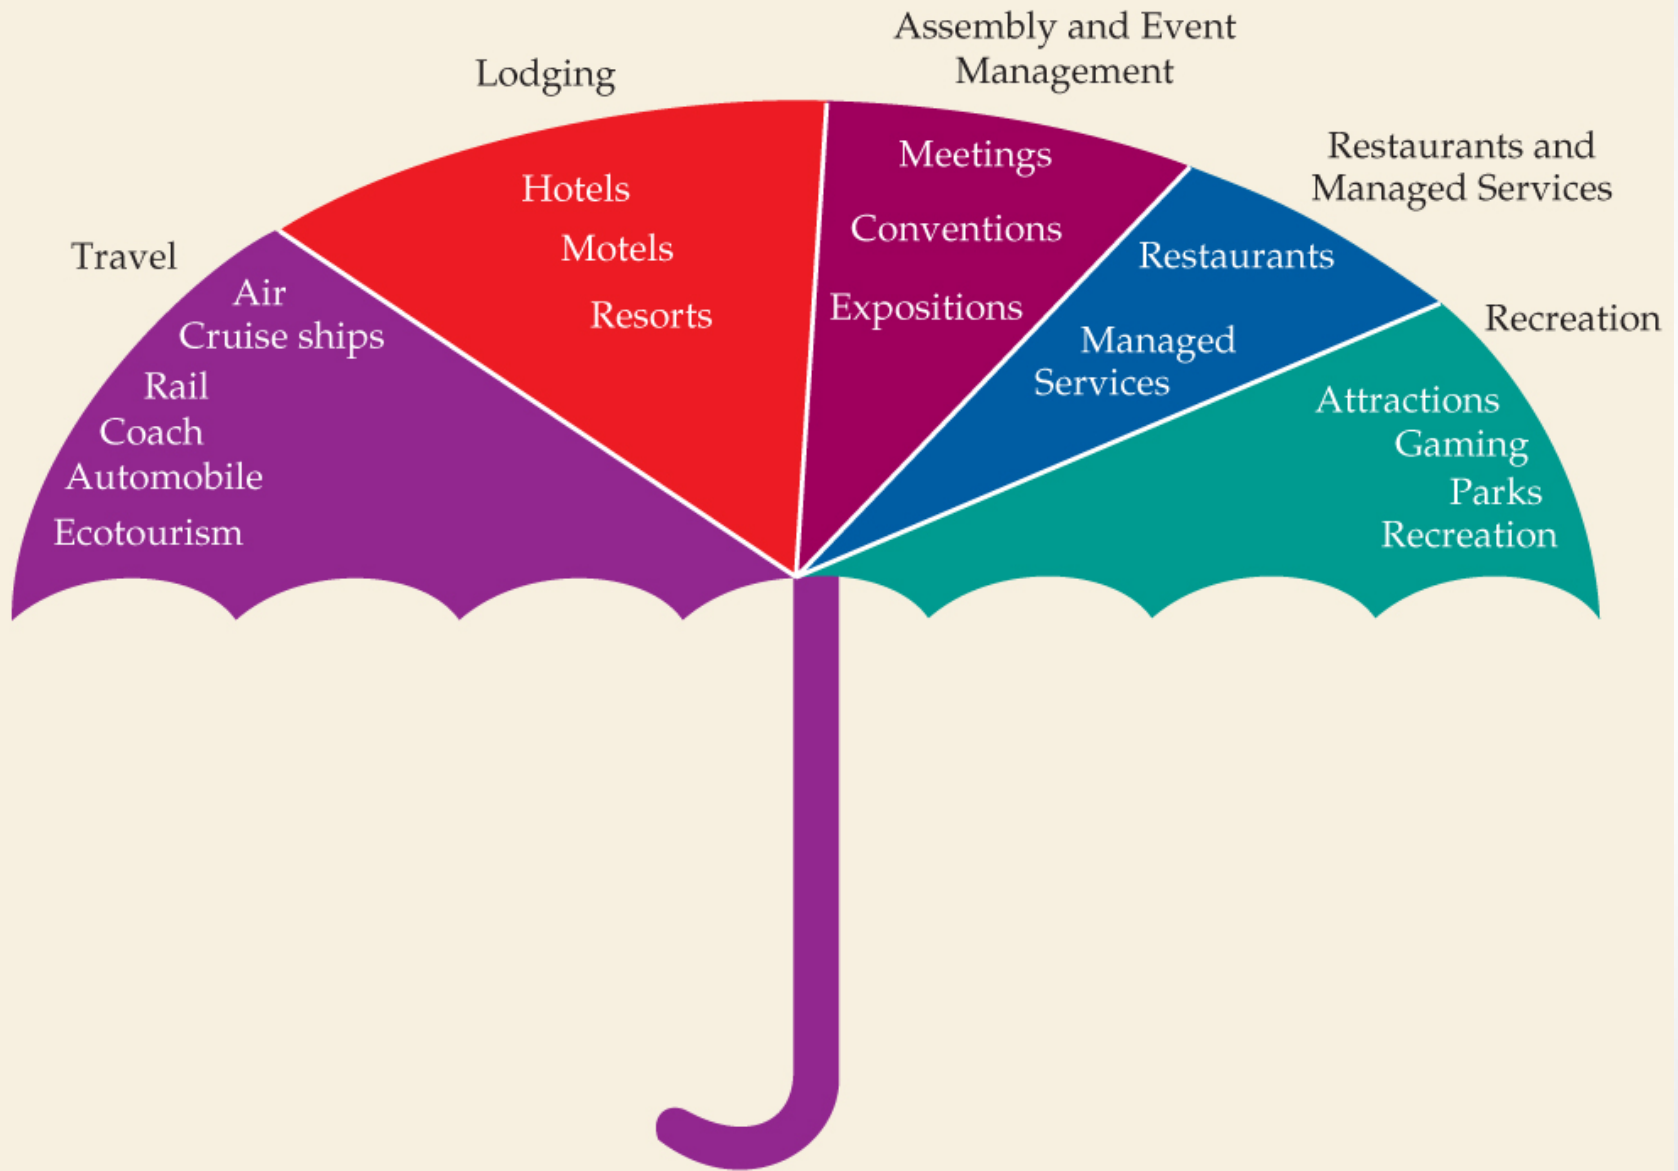 Travel
Air
Cruise ships
Rail
Coach
Automobile
Ecotourism
Lodging
Hotels
Motels
Resorts
Assembly and Event
Management
Meetings
Conventions
Expositions
Restaurants and
Managed Services
Restaurants
Managed
Services
Recreation
Attractions
Gaming
Parks
Recreation